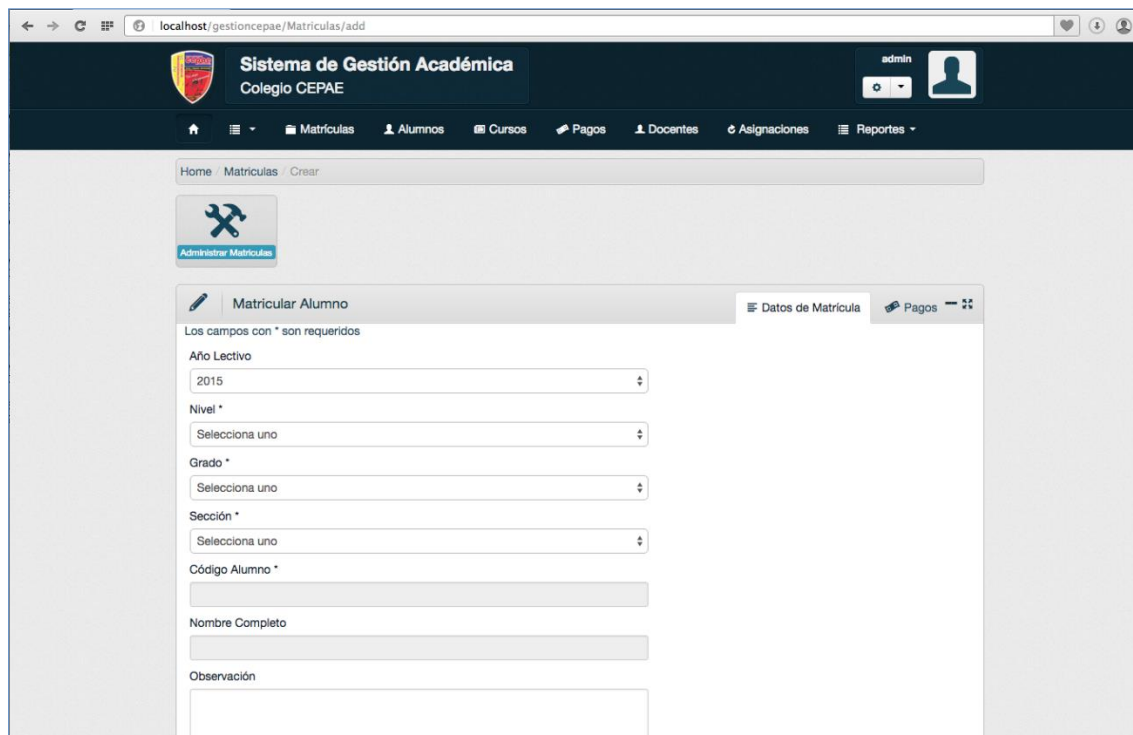 localhost/gestioncepae/Matriculas/add
Sistema de Gestión Académica
Colegio CEPAE
admin
Matrículas Alumnos Cursos Pagos Docentes Asignaciones Reportes
Home / Matriculas / Crear
Administrar Matriculas
Matricular Alumno Datos de Matrícula Pagos
Los campos con * son requeridos
Año Lectivo
2015
Nivel *
Selecciona uno
Grado *
Selecciona uno
Sección *
Selecciona uno
Código Alumno *
Nombre Completo
Observación